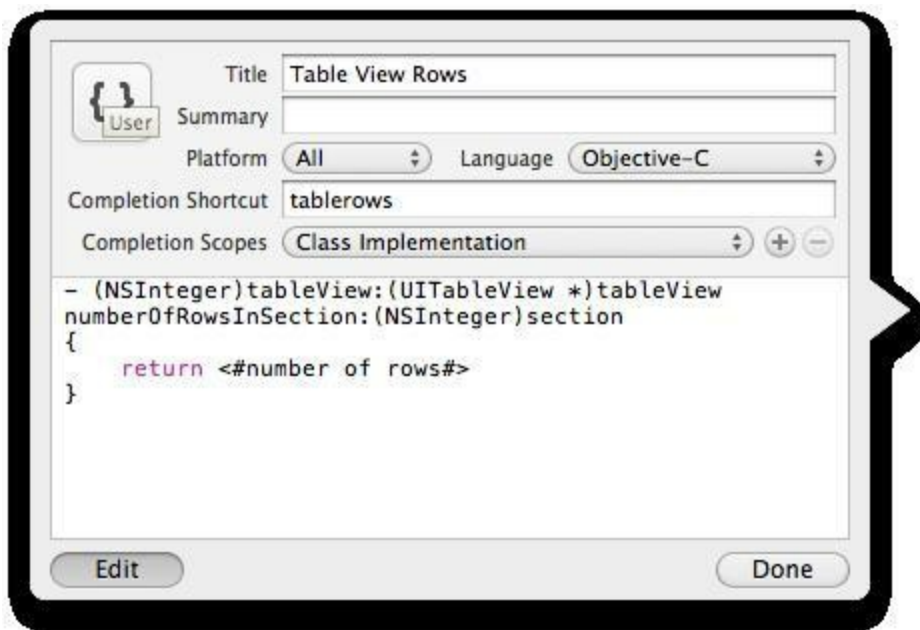 { }
User
Title Table View Rows
Summary
Platform All Language Objective-C
Completion Shortcut tablerows
Completion Scopes Class Implementation
- (NSInteger)tableView:(UITableView *)tableView
numberOfRowsInSection:(NSInteger)section
{
    return <#number of rows#>
}
Edit Done